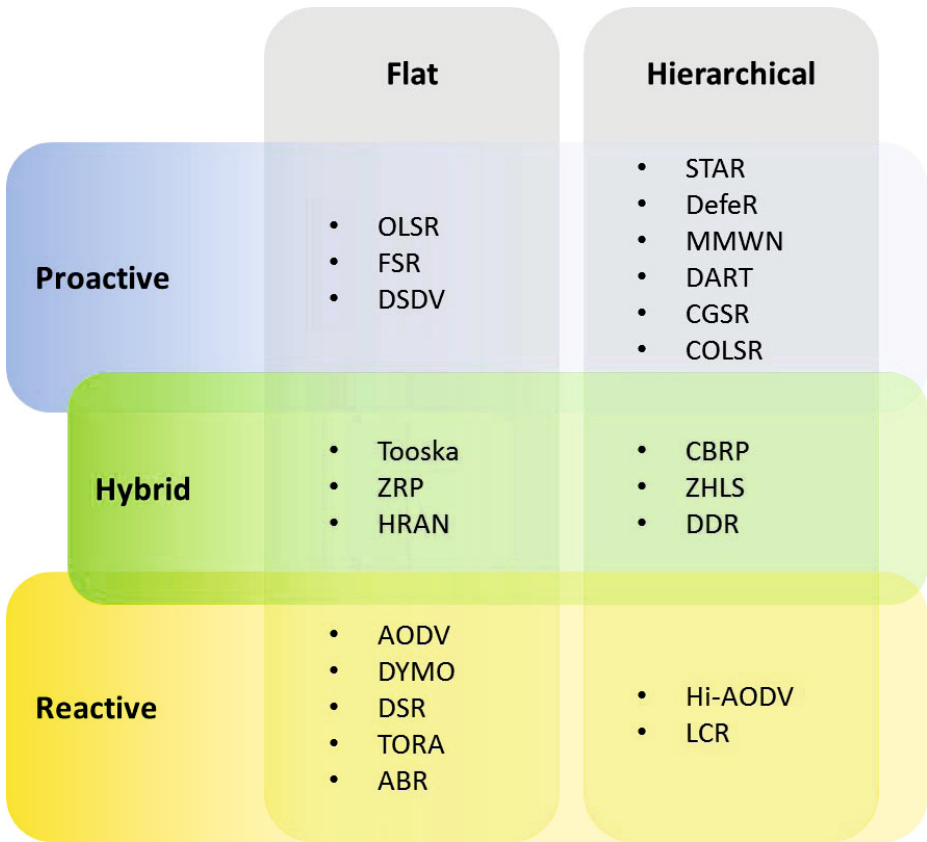 Flat
Hierarchical
Proactive
• OLSR
• FSR
• DSDV
• STAR
• DefeR
• MMWN
• DART
• CGSR
• COLSR
Hybrid
• Tooska
• ZRP
• HRAN
• CBRP
• ZHLS
• DDR
Reactive
• AODV
• DYMO
• DSR
• TORA
• ABR
• Hi-AODV
• LCR